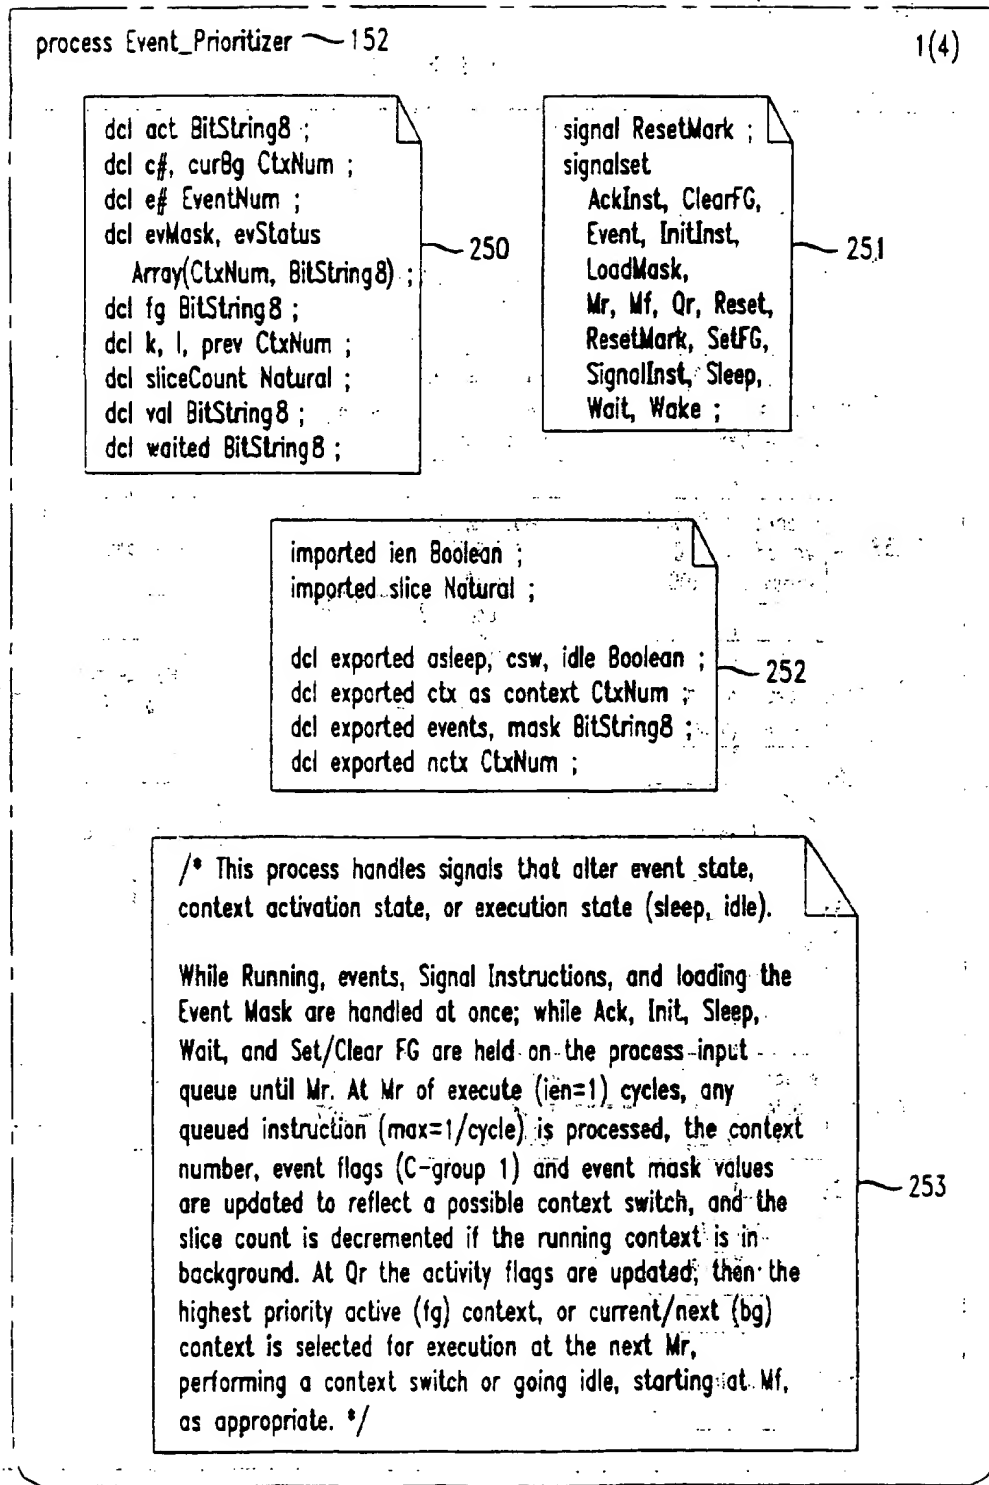 process Event_Prioritizer 152
1(4)
dcl act BitString8 ;
dcl c#, curBg CtxNum ;
dcl e# EventNum ;
dcl evMask, evStatus
Array(CtxNum, BitString8) ;
dcl fg BitString8 ;
dcl k, l, prev CtxNum ;
dcl sliceCount Natural ;
dcl val BitString8 ;
dcl waited BitString8 ;
250
signal ResetMark ;
signalset
AckInst, ClearFG,
Event, InitInst,
LoadMask,
Mr, Mf, Qr, Reset,
ResetMark, SetFG,
SignalInst, Sleep,
Wait, Wake ;
251
imported ien Boolean ;
imported slice Natural ;
dcl exported asleep, csw, idle Boolean ;
dcl exported ctx as context CtxNum ;
dcl exported events, mask BitString8 ;
dcl exported nctx CtxNum ;
252
/* This process handles signals that alter event state,
context activation state, or execution state (sleep, idle).
While Running, events, Signal Instructions, and loading the
Event Mask are handled at once; while Ack, Init, Sleep,
Wait, and Set/Clear FG are held on the process input
queue until Mr. At Mr of execute (ien=1) cycles, any
queued instruction (max=1/cycle) is processed, the context
number, event flags (C-group 1) and event mask values
are updated to reflect a possible context switch, and the
slice count is decremented if the running context is in
background. At Qr the activity flags are updated; then the
highest priority active (fg) context, or current/next (bg)
context is selected for execution at the next Mr,
performing a context switch or going idle, starting at Mf,
as appropriate. */
253